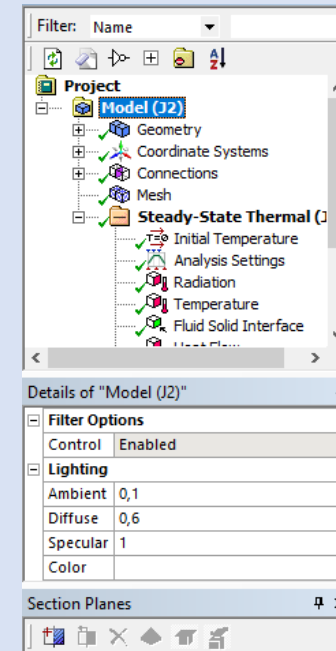 Filter: Name
Project
Model (J2)
Geometry
Coordinate Systems
Connections
Mesh
Steady-State Thermal (J
Initial Temperature
Analysis Settings
Radiation
Temperature
Fluid Solid Interface
Details of "Model (J2)"
Filter Options
Control Enabled
Lighting
Ambient 0,1
Diffuse 0,6
Specular 1
Color
Section Planes